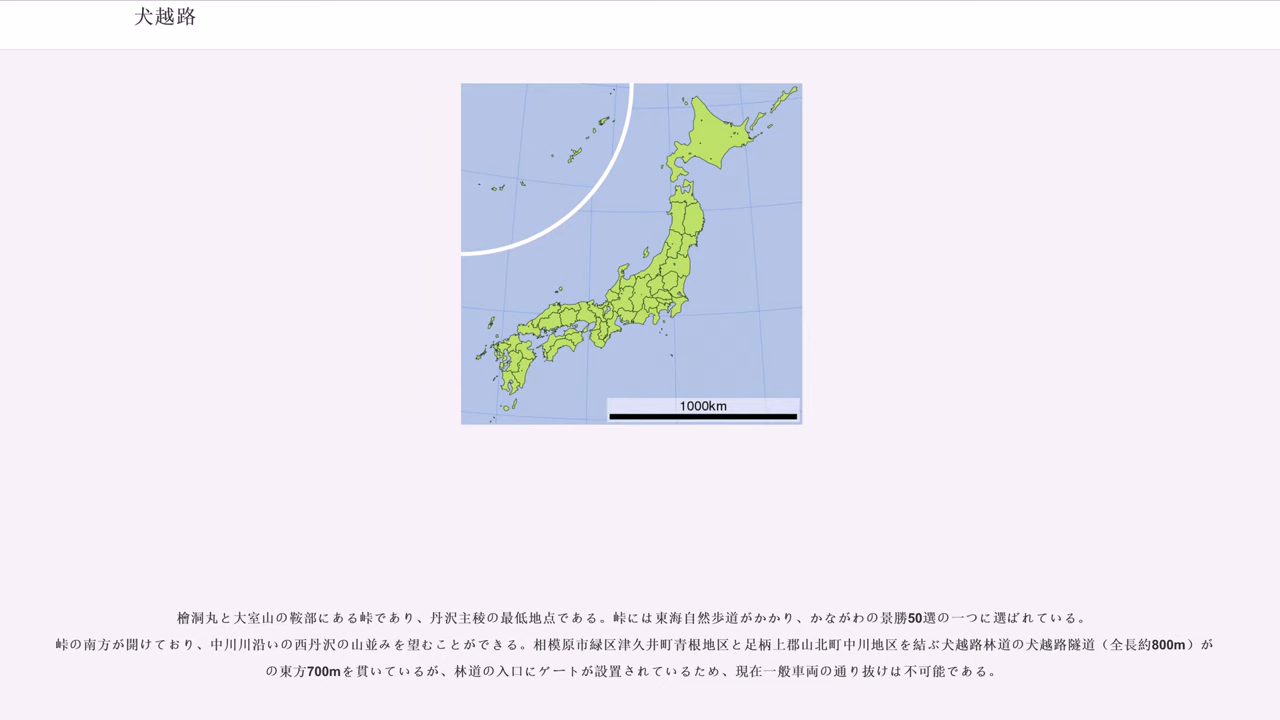 犬越路
1000km
檜洞丸と大室山の鞍部にある峠であり、丹沢主稜の最低地点である。峠には東海自然歩道がかかり、かながわの景勝50選の一つに選ばれている。
峠の南方が開けており、中川川沿いの西丹沢の山並みを望むことができる。相模原市緑区津久井町青根地区と足柄上郡山北町中川地区を結ぶ犬越路林道の犬越路隧道（全長約800m）が
の東方700mを貫いているが、林道の入口にゲートが設置されているため、現在一般車両の通り抜けは不可能である。